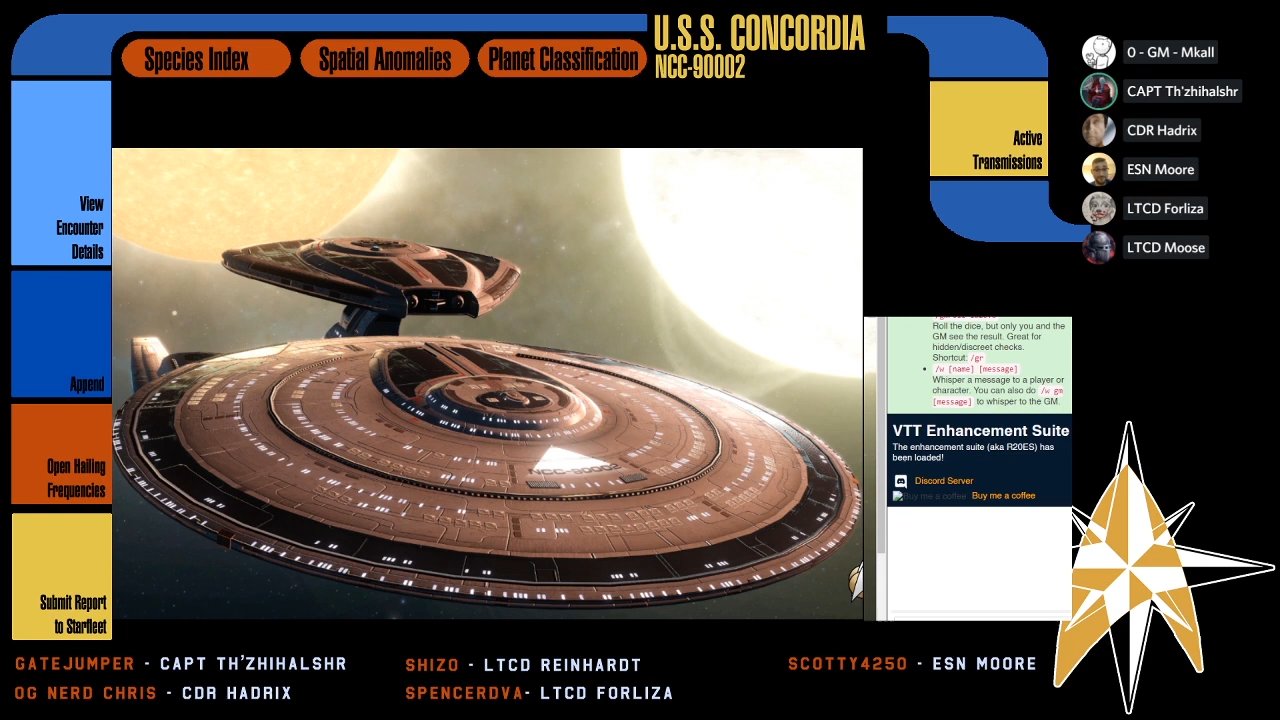 U.S.S. CONCORDIA
NCC-90002
Species Index
Spatial Anomalies
Planet Classification
View
Encounter
Details
Append
Open Hailing
Frequencies
Submit Report
to Starfleet
Active
Transmissions
0 - GM - Mkall
CAPT Th'zhihalshr
CDR Hadrix
ESN Moore
LTCD Forliza
LTCD Moose
NCC-90002
Roll the dice, but only you and the
GM see the result. Great for
hidden/discreet checks.
Shortcut: /gr
• /w [name] [message]
Whisper a message to a player or
character. You can also do /w gm
[message] to whisper to the GM.
VTT Enhancement Suite
The enhancement suite (aka R20ES) has
been loaded!
Discord Server
Buy me a coffee Buy me a coffee
GATEJUMPER - CAPT TH'ZHIHALSHR
SHIZO - LTCD REINHARDT
SCOTTY4250 - ESN MOORE
OG NERD CHRIS - CDR HADRIX
SPENCERDVA- LTCD FORLIZA